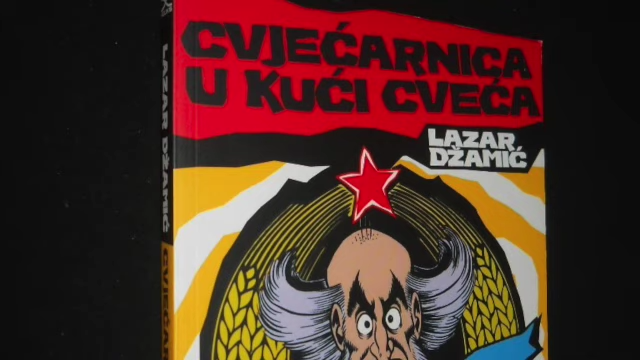 CVJEĆARNICA
U KUĆI CVEĆA
LAZAR
DŽAMIĆ
LAZAR DŽAMIĆ